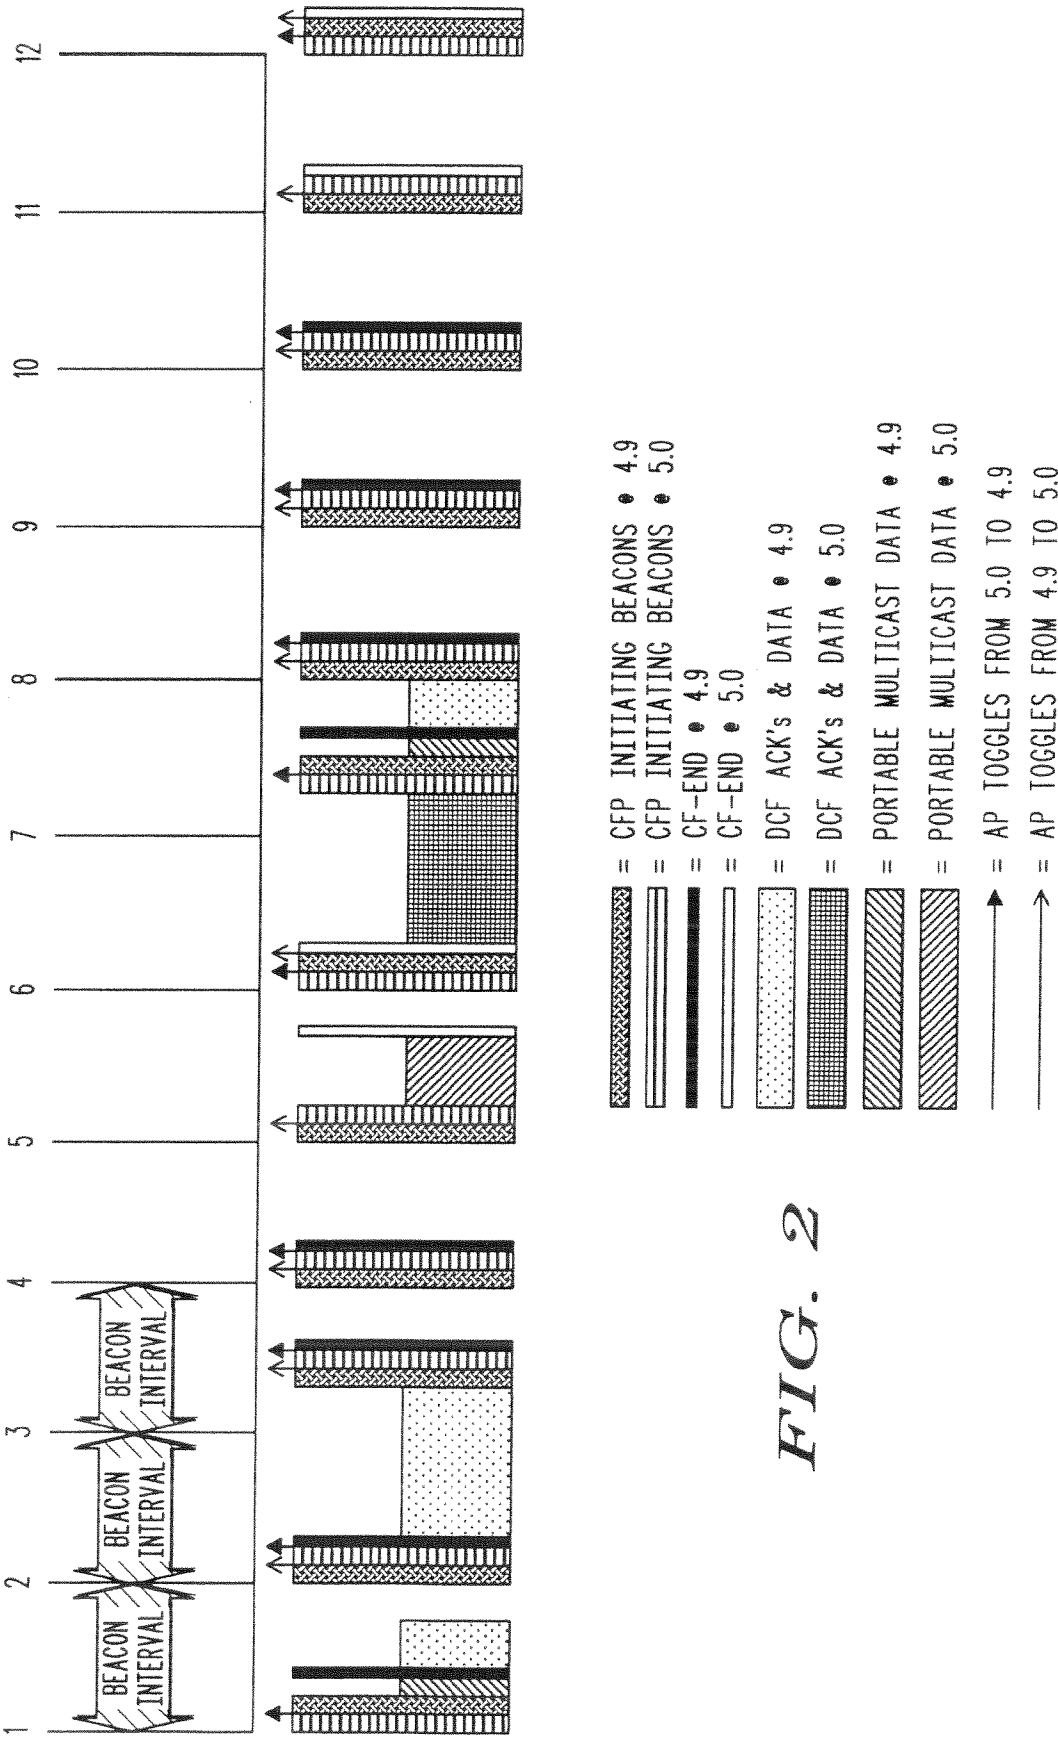 1 2 3 4 5 6 7 8 9 10 11 12
BEACON INTERVAL
BEACON INTERVAL
BEACON INTERVAL
= CFP INITIATING BEACONS @ 4.9
= CFP INITIATING BEACONS @ 5.0
= CF-END @ 4.9
= CF-END @ 5.0
= DCF ACK's & DATA @ 4.9
= DCF ACK's & DATA @ 5.0
= PORTABLE MULTICAST DATA @ 4.9
= PORTABLE MULTICAST DATA @ 5.0
= AP TOGGLES FROM 5.0 TO 4.9
= AP TOGGLES FROM 4.9 TO 5.0
FIG. 2